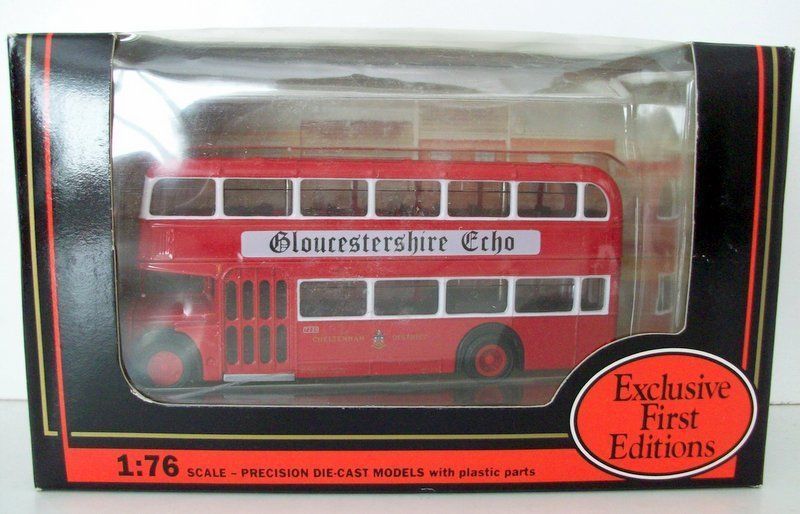 Gloucestershire Echo
CHELTENHAM DISTRICT
Exclusive
First
Editions
1:76 SCALE – PRECISION DIE-CAST MODELS with plastic parts